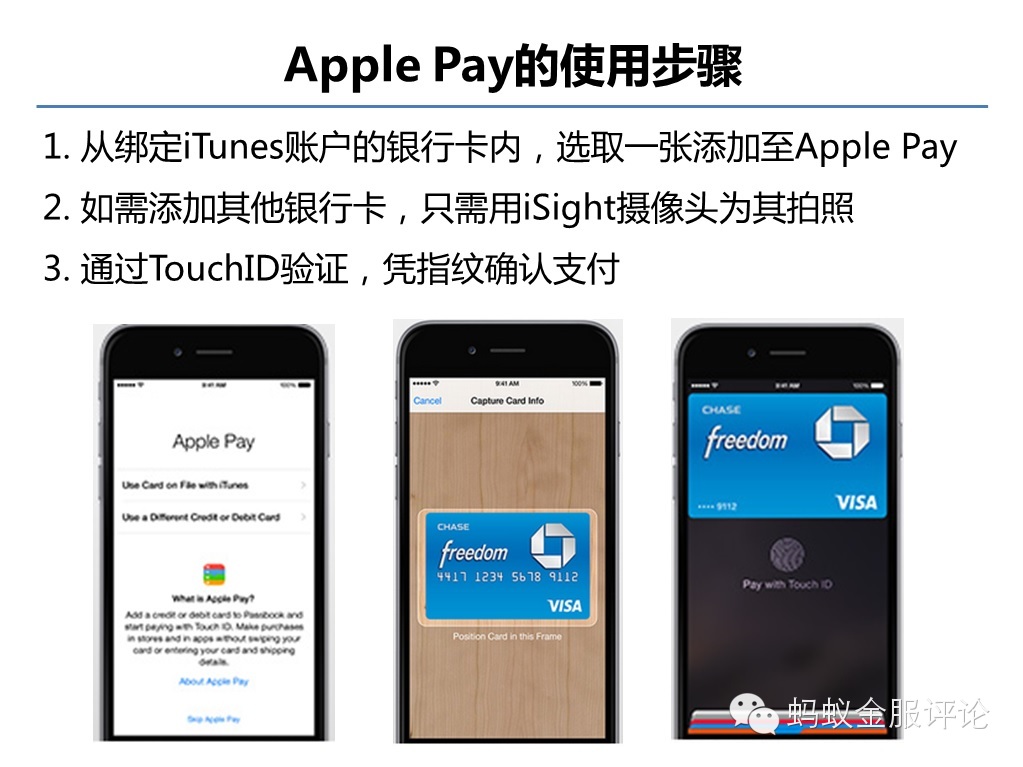 Apple Pay的使用步骤
1. 从绑定iTunes账户的银行卡内，选取一张添加至Apple Pay
2. 如需添加其他银行卡，只需用iSight摄像头为其拍照
3. 通过TouchID验证，凭指纹确认支付
9:41 AM 100%
Apple Pay
Use Card on File with iTunes
Use a Different Credit or Debit Card
What is Apple Pay?
Add a credit or debit card to Passbook and
start paying with Touch ID. Make purchases
in stores and in apps without swiping your
card or entering your card and shipping
details.
About Apple Pay
Skip Apple Pay
9:41 AM 100%
Cancel Capture Card Info
CHASE
freedom
4417 1234 5678 9112
VISA
Position Card in this Frame
9:41 AM 100%
CHASE
freedom
•••• 9112
VISA
Pay with Touch ID
蚂蚁金服评论